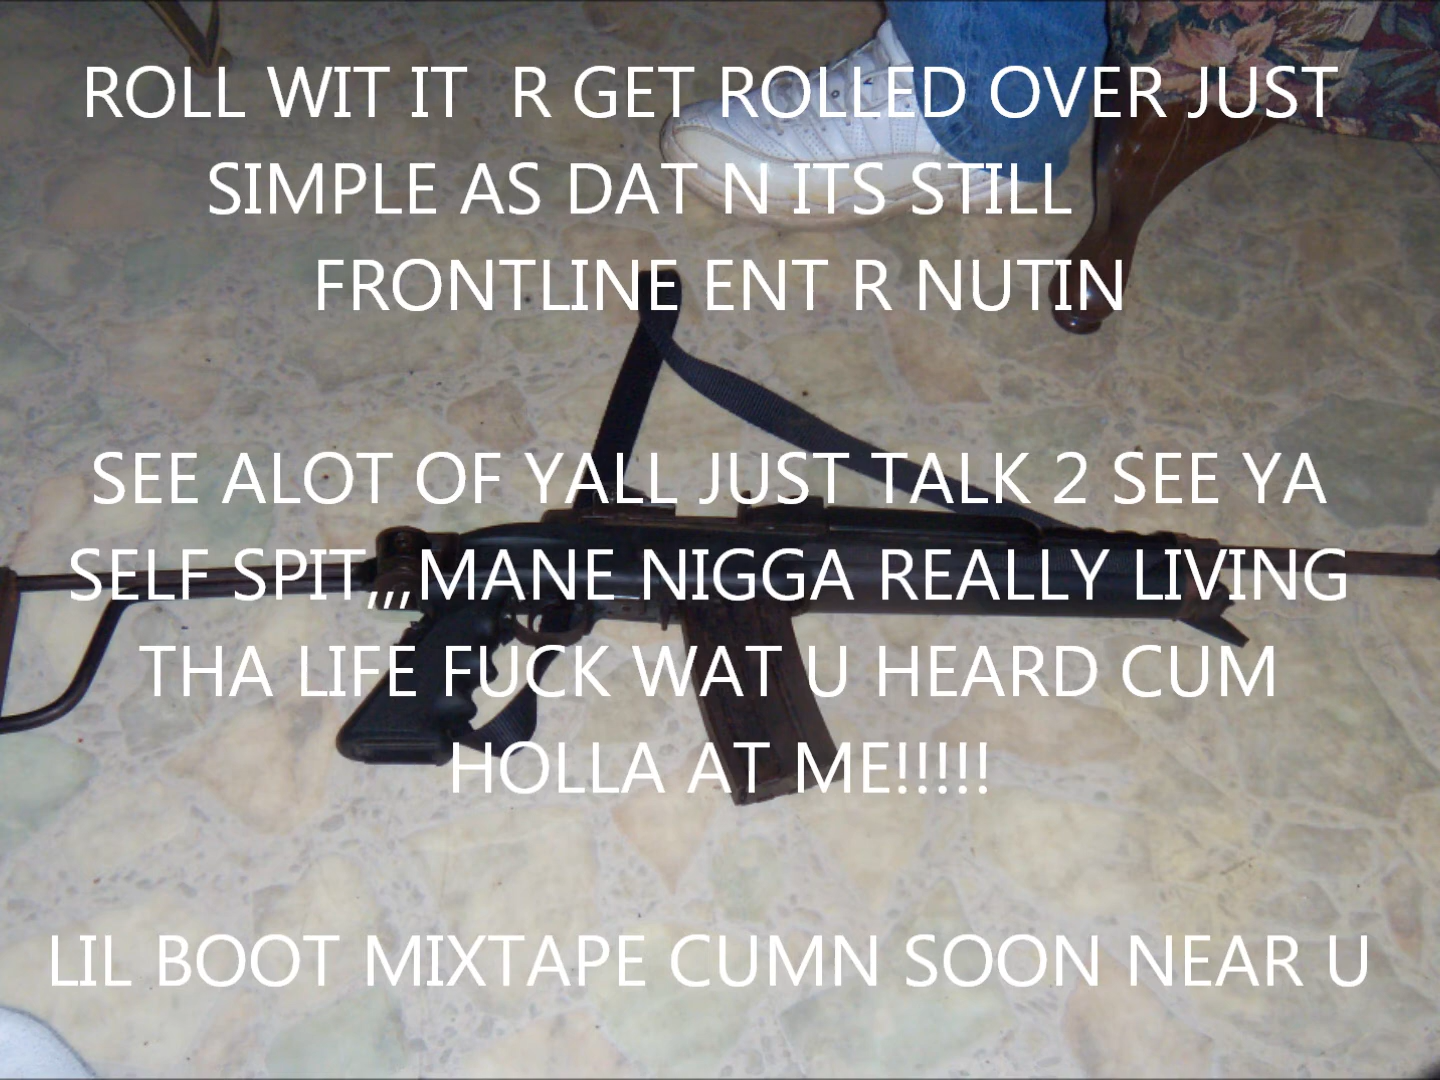 ROLL WIT IT  R GET ROLLED OVER JUST
SIMPLE AS DAT N ITS STILL
FRONTLINE ENT R NUTIN
SEE ALOT OF YALL JUST TALK 2 SEE YA
SELF SPIT,,,MANE NIGGA REALLY LIVING
THA LIFE FUCK WAT U HEARD CUM
HOLLA AT ME!!!!!
LIL BOOT MIXTAPE CUMN SOON NEAR U